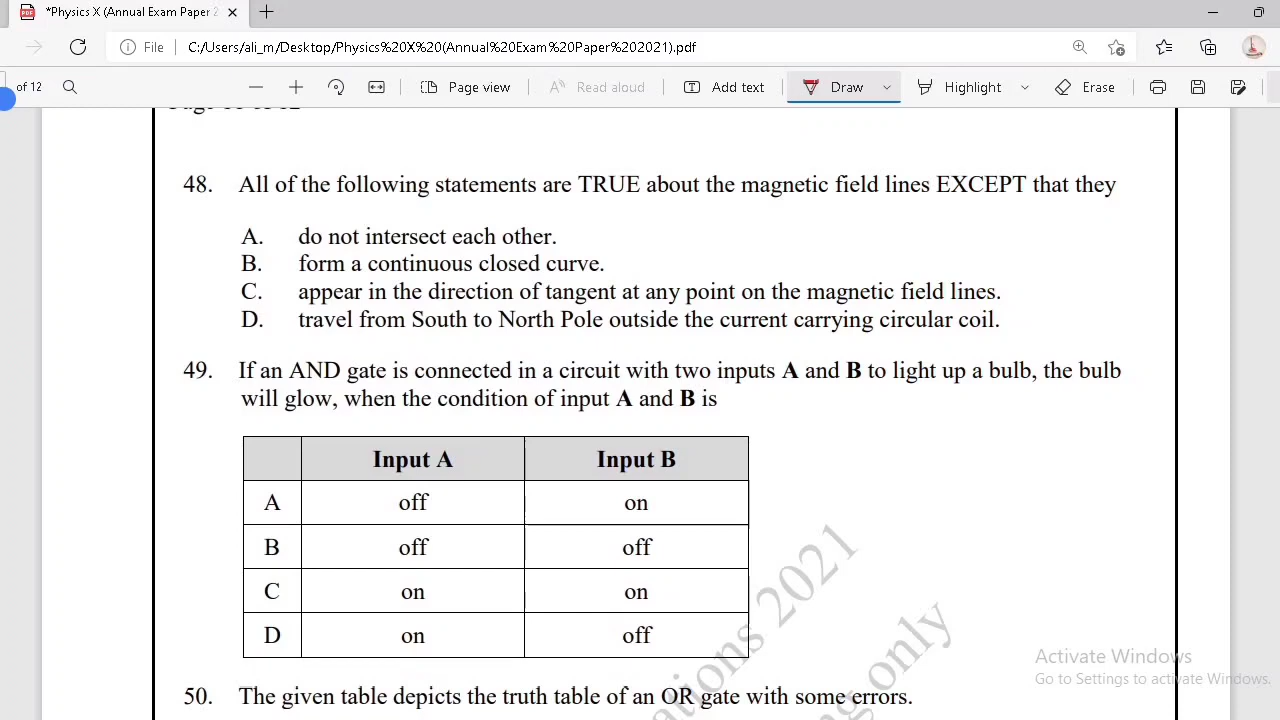 *Physics X (Annual Exam Paper 2
File C:/Users/ali_m/Desktop/Physics%20X%20(Annual%20Exam%20Paper%202021).pdf
of 12 Page view Read aloud Add text Draw Highlight Erase
48. All of the following statements are TRUE about the magnetic field lines EXCEPT that they
A. do not intersect each other.
B. form a continuous closed curve.
C. appear in the direction of tangent at any point on the magnetic field lines.
D. travel from South to North Pole outside the current carrying circular coil.
49. If an AND gate is connected in a circuit with two inputs A and B to light up a bulb, the bulb
will glow, when the condition of input A and B is
Input A Input B
A off on
B off off
C on on
D on off
ations 2021
ng only
Activate Windows
Go to Settings to activate Windows.
50. The given table depicts the truth table of an OR gate with some errors.